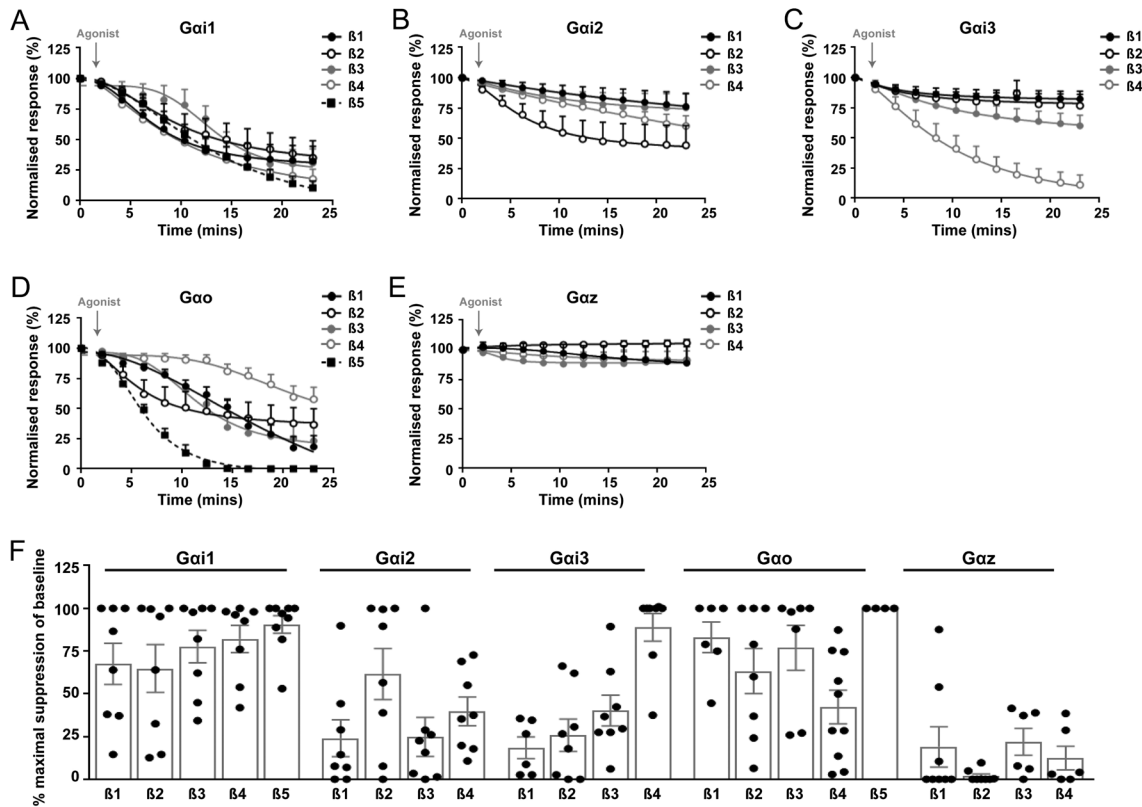 A
Gαi1
Agonist
Normalised response (%)
125
100
75
50
25
0
0 5 10 15 20 25
Time (mins)
ß1
ß2
ß3
ß4
ß5
B
Gαi2
Agonist
Normalised response (%)
125
100
75
50
25
0
0 5 10 15 20 25
Time (mins)
ß1
ß2
ß3
ß4
C
Gαi3
Agonist
Normalised response (%)
125
100
75
50
25
0
0 5 10 15 20 25
Time (mins)
ß1
ß2
ß3
ß4
D
Gαo
Agonist
Normalised response (%)
125
100
75
50
25
0
0 5 10 15 20 25
Time (mins)
ß1
ß2
ß3
ß4
ß5
E
Gαz
Agonist
Normalised response (%)
125
100
75
50
25
0
0 5 10 15 20 25
Time (mins)
ß1
ß2
ß3
ß4
F
% maximal suppression of baseline
Gαi1 Gαi2 Gαi3 Gαo Gαz
125
100
75
50
25
0
ß1 ß2 ß3 ß4 ß5 ß1 ß2 ß3 ß4 ß1 ß2 ß3 ß4 ß1 ß2 ß3 ß4 ß5 ß1 ß2 ß3 ß4